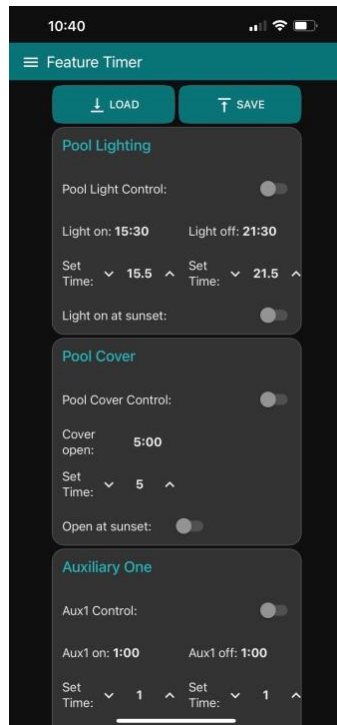 10:40
Feature Timer
LOAD SAVE
Pool Lighting
Pool Light Control:
Light on: 15:30 Light off: 21:30
Set Time: 15.5 Set Time: 21.5
Light on at sunset:
Pool Cover
Pool Cover Control:
Cover open: 5:00
Set Time: 5
Open at sunset:
Auxiliary One
Aux1 Control:
Aux1 on: 1:00 Aux1 off: 1:00
Set Time: 1 Set Time: 1